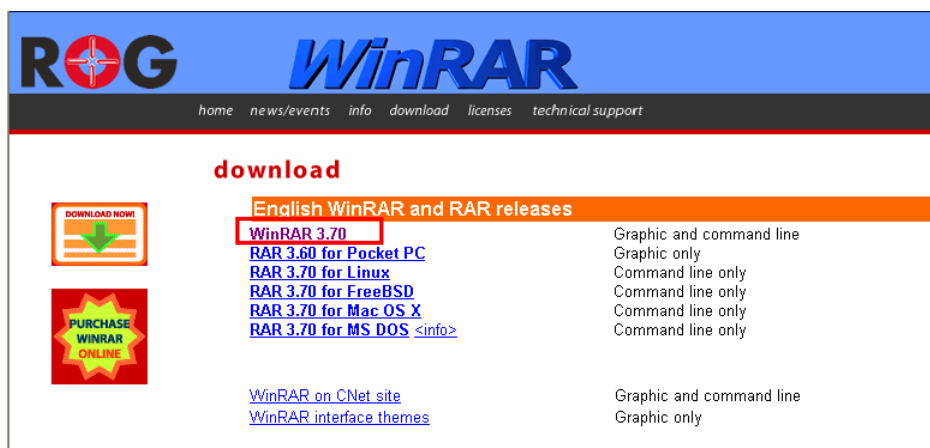 ROG WinRAR
home news/events info download licenses technical support
download
DOWNLOAD NOW!
English WinRAR and RAR releases
WinRAR 3.70 Graphic and command line
RAR 3.60 for Pocket PC Graphic only
RAR 3.70 for Linux Command line only
RAR 3.70 for FreeBSD Command line only
RAR 3.70 for Mac OS X Command line only
RAR 3.70 for MS DOS <info> Command line only
PURCHASE
WINRAR
ONLINE
WinRAR on CNet site Graphic and command line
WinRAR interface themes Graphic only